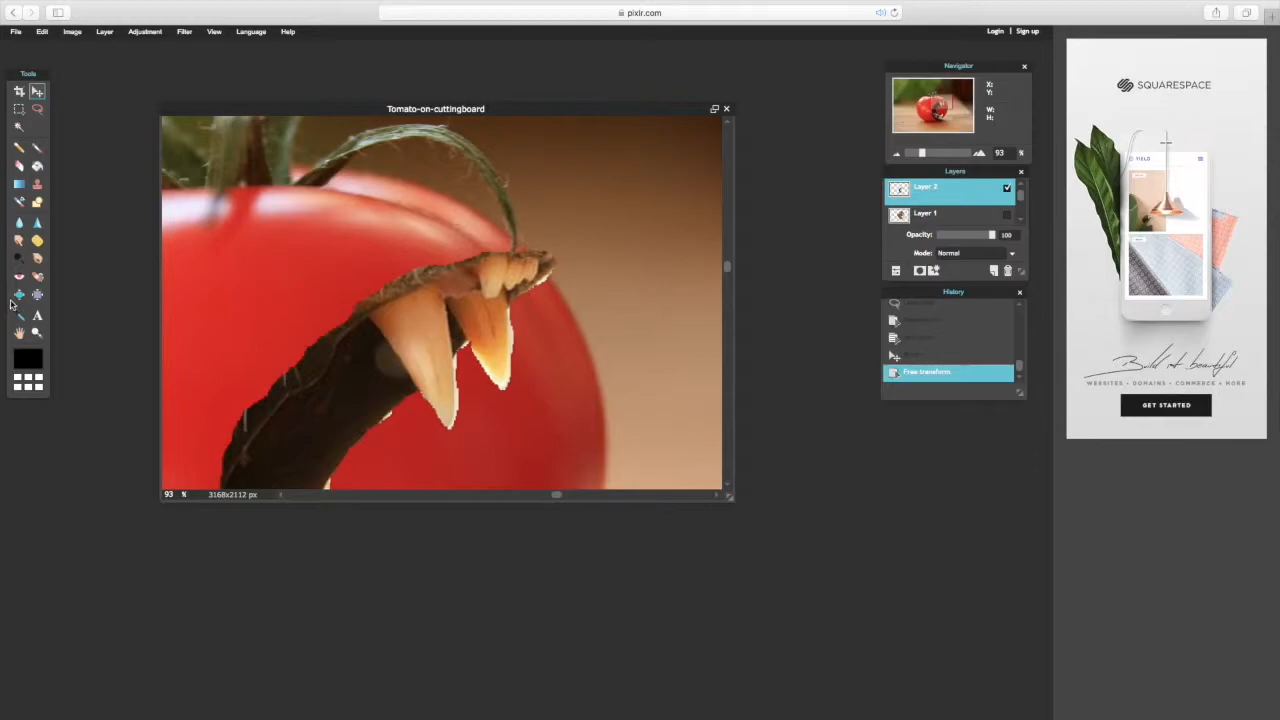 pixlr.com
File Edit Image Layer Adjustment Filter View Language Help
Login | Sign up
Tools
Tomato-on-cuttingboard
93 % 3168x2112 px
Navigator
X:
Y:
W:
H:
93 %
Layers
Layer 2
Layer 1
Opacity: 100
Mode: Normal
History
Free transform
SQUARESPACE
YIELD
Build it beautiful
WEBSITES • DOMAINS • COMMERCE • MORE
GET STARTED